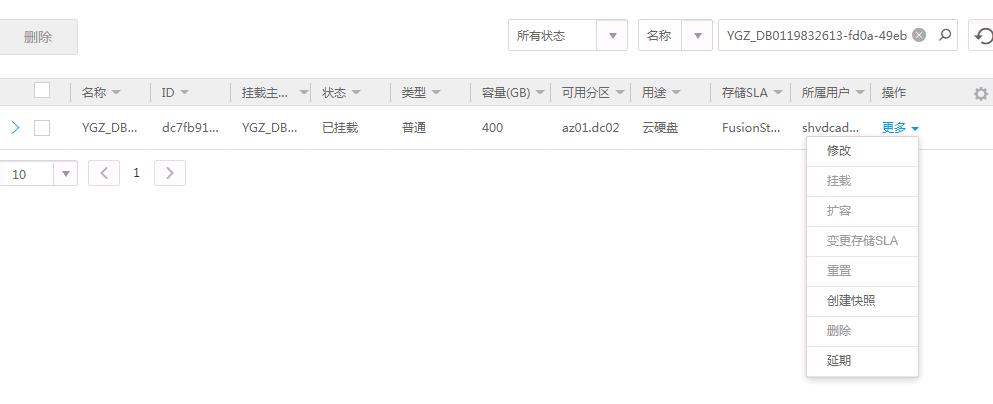 删除
所有状态 名称 YGZ_DB0119832613-fd0a-49eb
名称 ID 挂载主... 状态 类型 容量(GB) 可用分区 用途 存储SLA 所属用户 操作
YGZ_DB... dc7fb91... YGZ_DB... 已挂载 普通 400 az01.dc02 云硬盘 FusionSt... shvdcad... 更多
10 1
修改
挂载
扩容
变更存储SLA
重置
创建快照
删除
延期